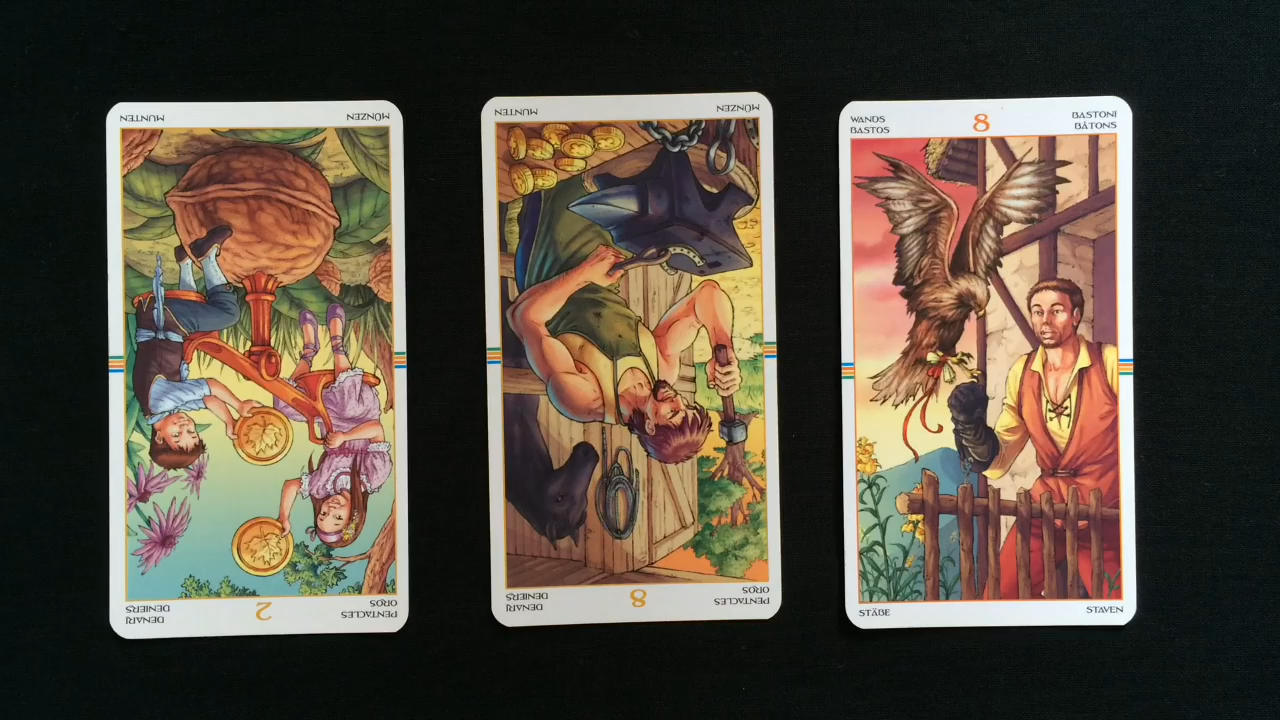 PENTACLES
OROS
2
DENARI
DENIERS
MÜNZEN
MUNTEN
PENTACLES
OROS
8
DENARI
DENIERS
MÜNZEN
MUNTEN
WANDS
BASTOS
8
BASTONI
BÂTONS
STÄBE
STAVEN